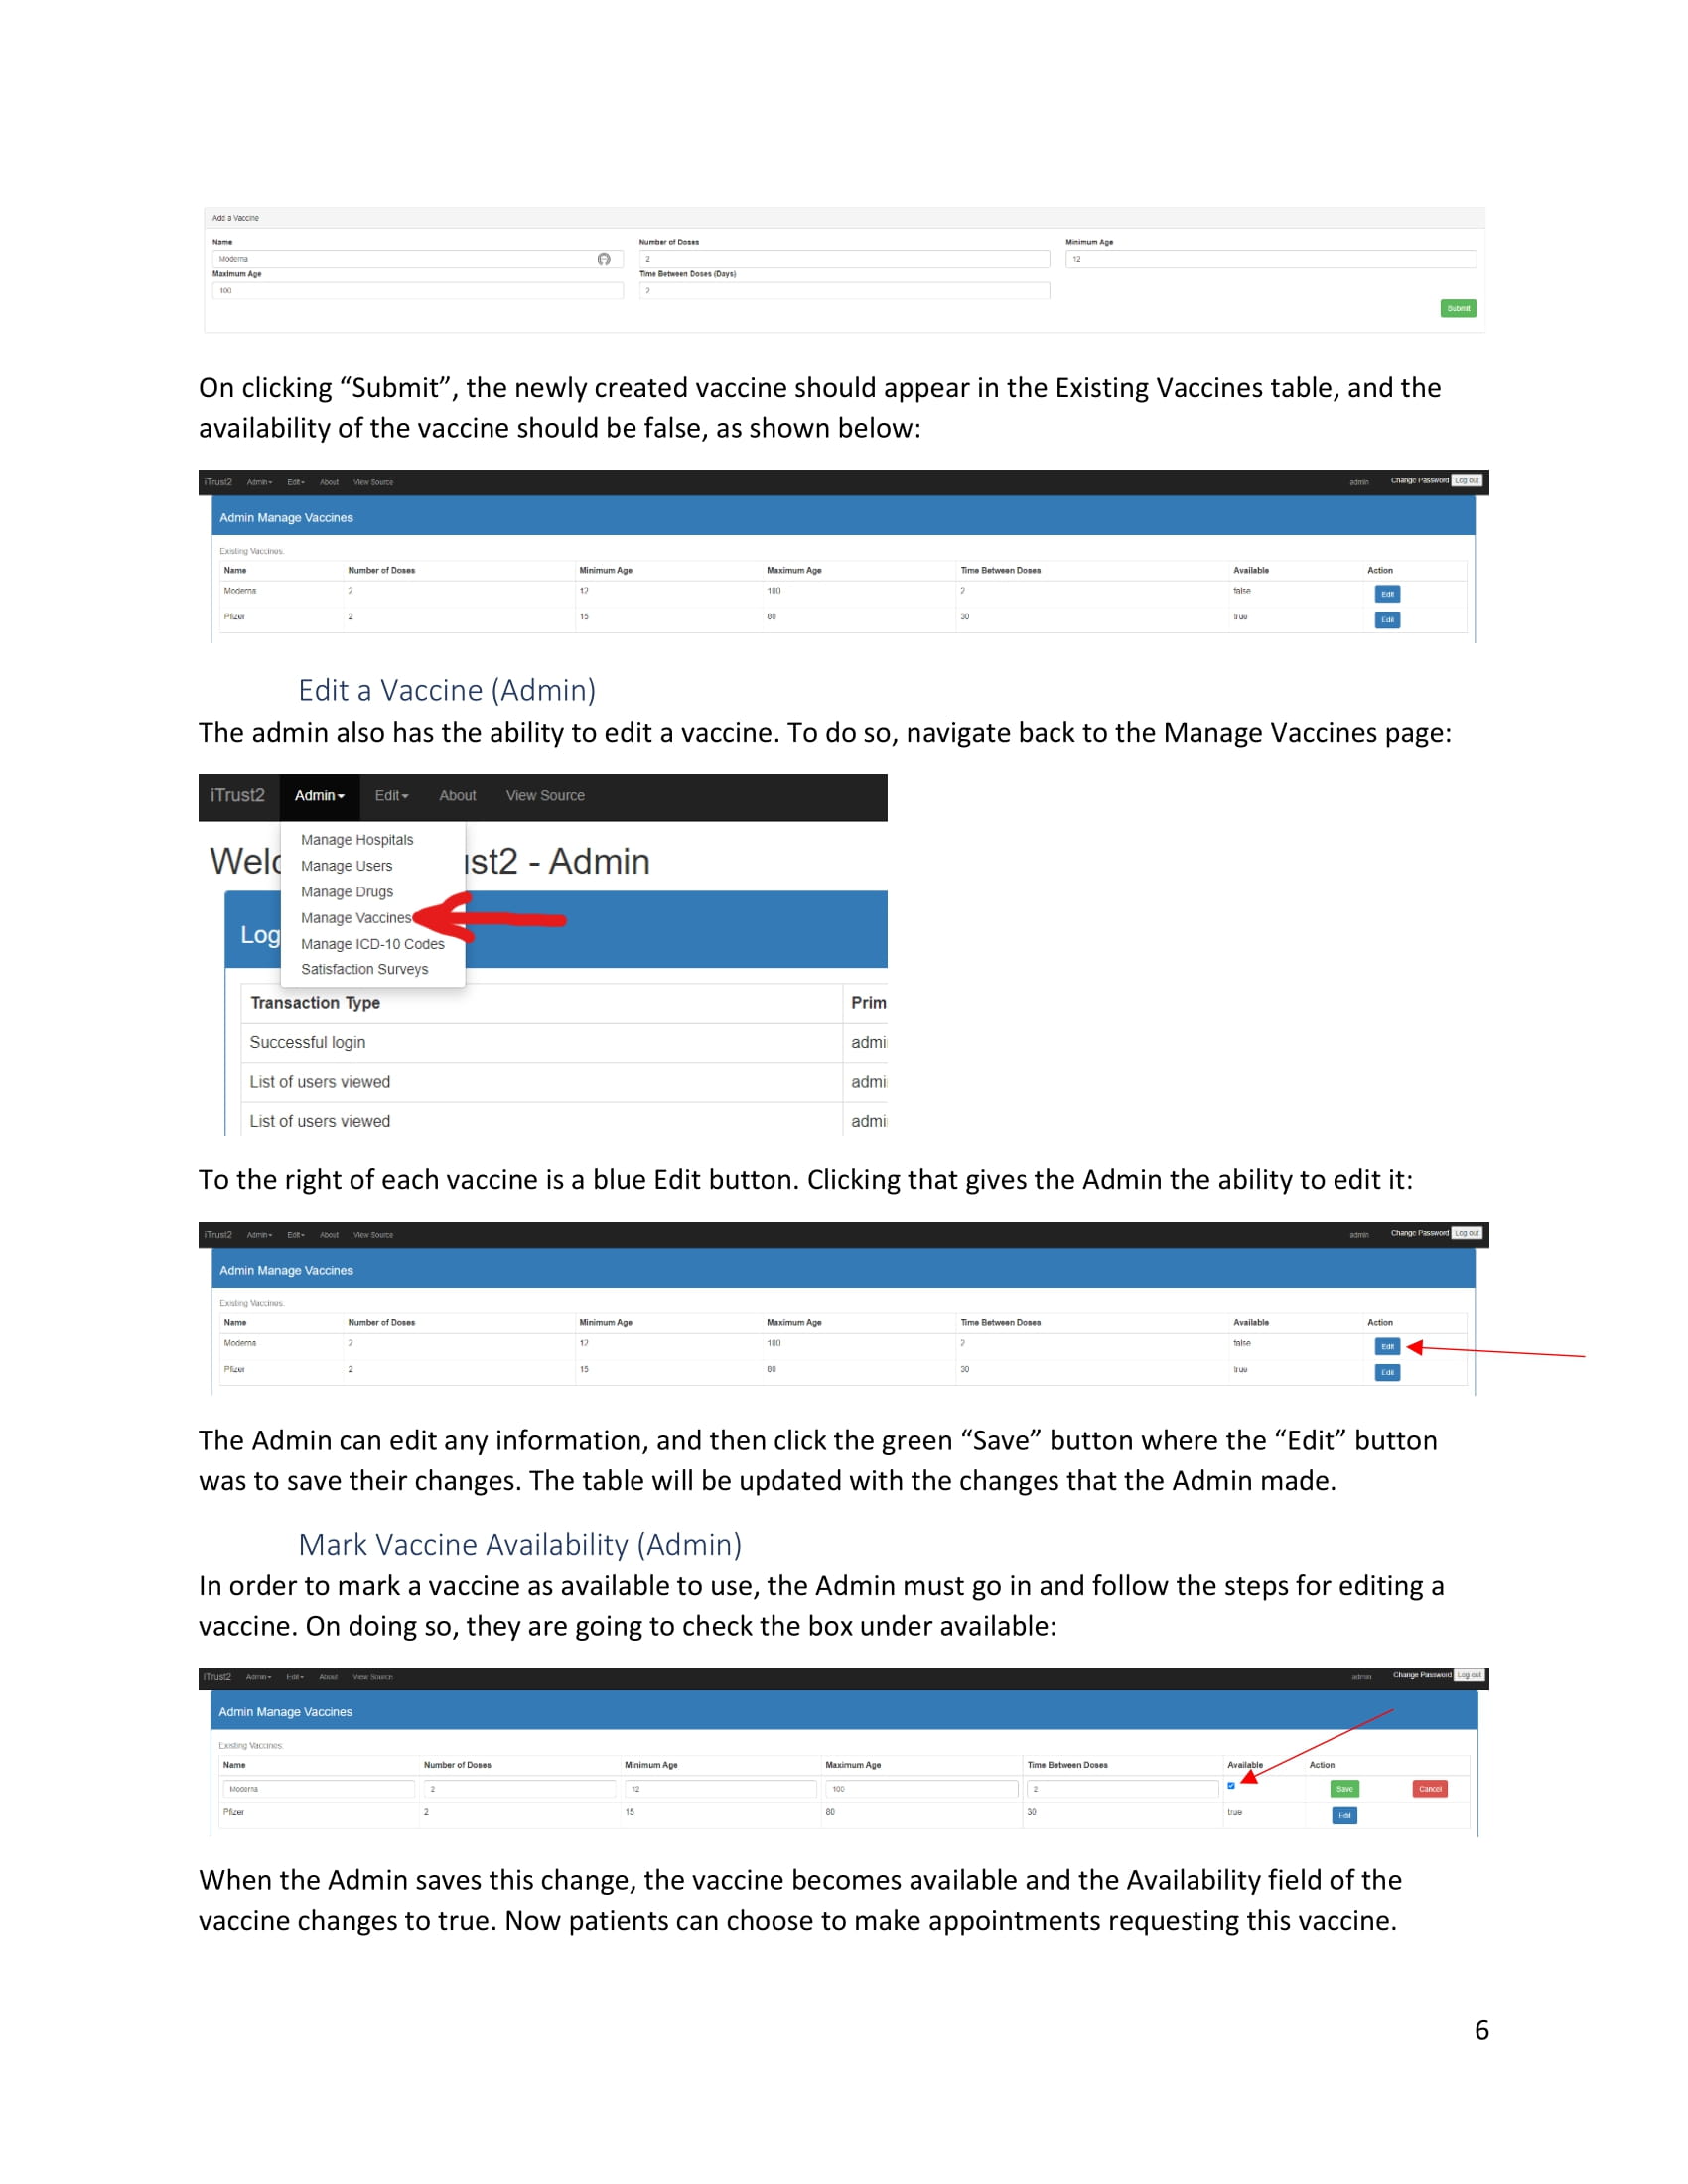 Add a Vaccine
Name Number of Doses Minimum Age
Moderna 2 12
Maximum Age Time Between Doses (Days)
100 2
Submit
On clicking “Submit”, the newly created vaccine should appear in the Existing Vaccines table, and the
availability of the vaccine should be false, as shown below:
iTrust2 Admin Edit About View Source admin Change Password Log out
Admin Manage Vaccines
Existing Vaccines:
Name Number of Doses Minimum Age Maximum Age Time Between Doses Available Action
Moderna 2 12 100 2 false Edit
Pfizer 2 15 80 30 true Edit
Edit a Vaccine (Admin)
The admin also has the ability to edit a vaccine. To do so, navigate back to the Manage Vaccines page:
iTrust2 Admin Edit About View Source
Manage Hospitals
Welc ust2 - Admin
Manage Users
Manage Drugs
Manage Vaccines
Log
Manage ICD-10 Codes
Satisfaction Surveys
Transaction Type Prim
Successful login admi
List of users viewed admi
List of users viewed admi
To the right of each vaccine is a blue Edit button. Clicking that gives the Admin the ability to edit it:
iTrust2 Admin Edit About View Source admin Change Password Log out
Admin Manage Vaccines
Existing Vaccines:
Name Number of Doses Minimum Age Maximum Age Time Between Doses Available Action
Moderna 2 12 100 2 false Edit
Pfizer 2 15 80 30 true Edit
The Admin can edit any information, and then click the green “Save” button where the “Edit” button
was to save their changes. The table will be updated with the changes that the Admin made.
Mark Vaccine Availability (Admin)
In order to mark a vaccine as available to use, the Admin must go in and follow the steps for editing a
vaccine. On doing so, they are going to check the box under available:
iTrust2 Admin Edit About View Source admin Change Password Log out
Admin Manage Vaccines
Existing Vaccines:
Name Number of Doses Minimum Age Maximum Age Time Between Doses Available Action
Moderna 2 12 100 2 Save Cancel
Pfizer 2 15 80 30 true Edit
When the Admin saves this change, the vaccine becomes available and the Availability field of the
vaccine changes to true. Now patients can choose to make appointments requesting this vaccine.
6